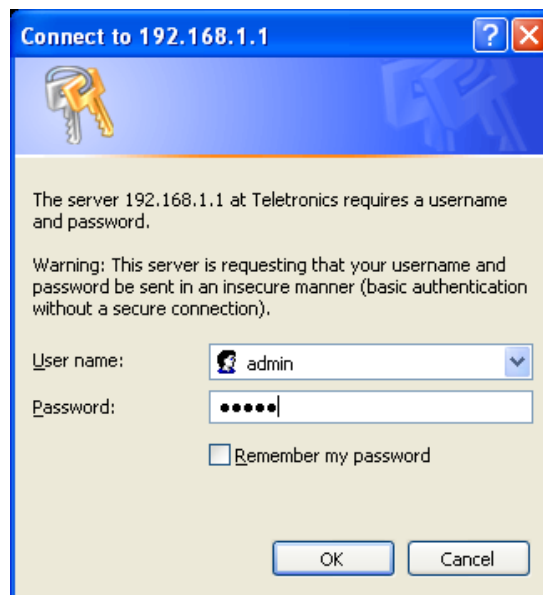 Connect to 192.168.1.1
The server 192.168.1.1 at Teletronics requires a username
and password.
Warning: This server is requesting that your username and
password be sent in an insecure manner (basic authentication
without a secure connection).
User name: admin
Password: •••••
Remember my password
OK Cancel